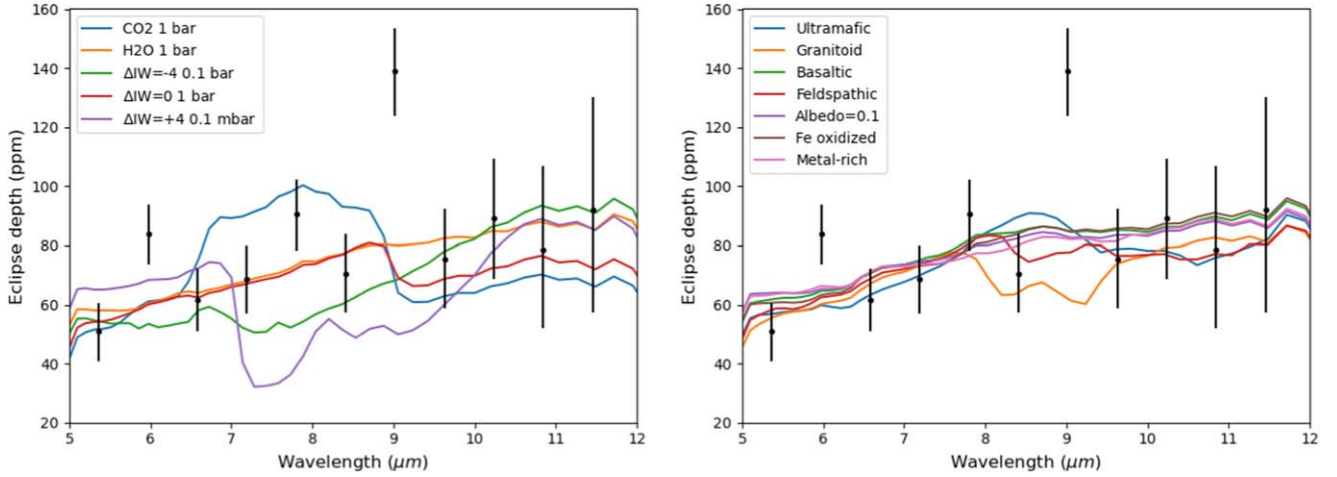 160
140
120
100
80
60
40
20
Eclipse depth (ppm)
CO2 1 bar
H2O 1 bar
ΔIW=-4 0.1 bar
ΔIW=0 1 bar
ΔIW=+4 0.1 mbar
5 6 7 8 9 10 11 12
Wavelength (μm)
160
140
120
100
80
60
40
20
Eclipse depth (ppm)
Ultramafic
Granitoid
Basaltic
Feldspathic
Albedo=0.1
Fe oxidized
Metal-rich
5 6 7 8 9 10 11 12
Wavelength (μm)